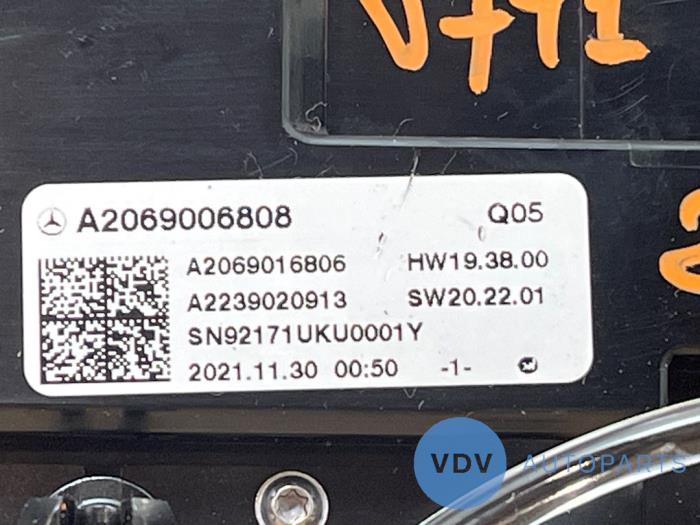 V771
A2069006808 Q05
A2069016806 HW19.38.00
A2239020913 SW20.22.01
SN92171UKU0001Y
2021.11.30 00:50 -1-
VDV AUTOPARTS